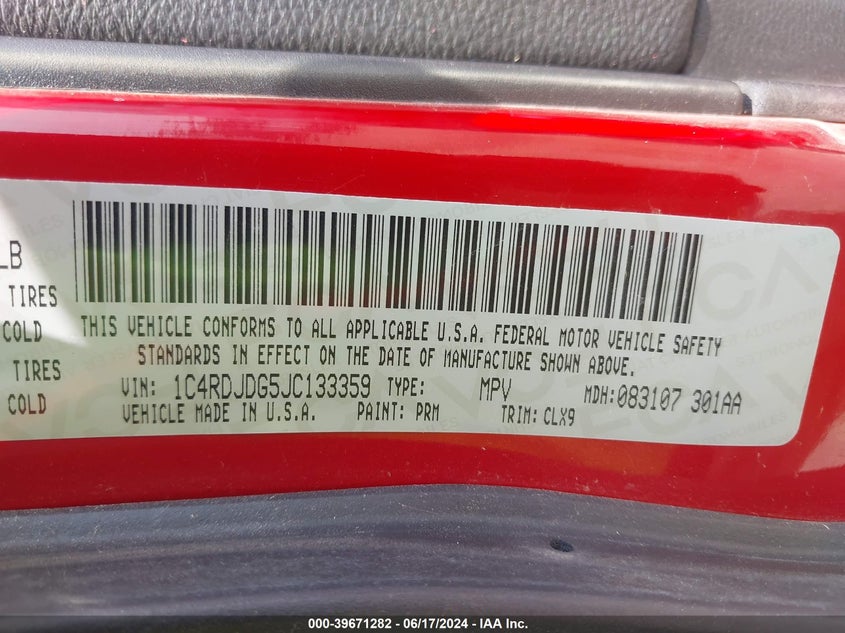 LB
TIRES
COLD
TIRES
COLD
THIS VEHICLE CONFORMS TO ALL APPLICABLE U.S.A. FEDERAL MOTOR VEHICLE SAFETY
STANDARDS IN EFFECT ON THE DATE OF MANUFACTURE SHOWN ABOVE.
VIN: 1C4RDJDG5JC133359 TYPE: MPV MDH:083107 301AA
VEHICLE MADE IN U.S.A. PAINT: PRM TRIM: CLX9
000-39671282 - 06/17/2024 - IAA Inc.